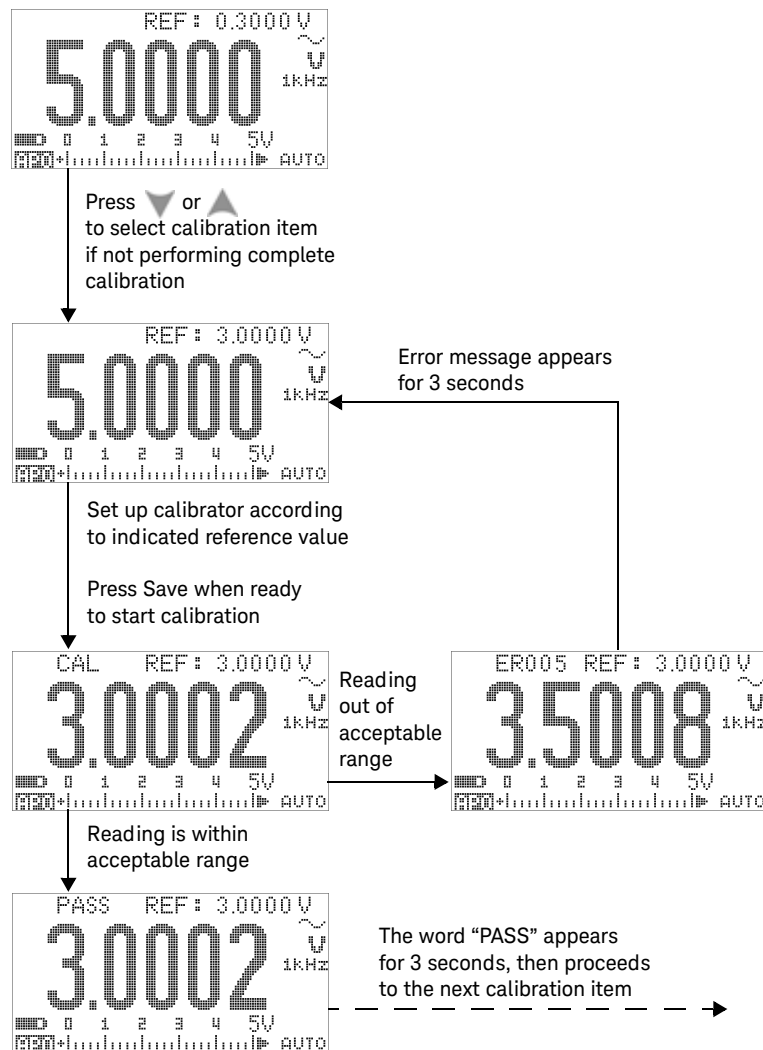 REF: 0.3000 V
5.0000
1kHz
0 1 2 3 4 5V
APO AUTO
Press or
to select calibration item
if not performing complete
calibration
REF: 3.0000 V
5.0000
1kHz
0 1 2 3 4 5V
APO AUTO
Error message appears
for 3 seconds
Set up calibrator according
to indicated reference value
Press Save when ready
to start calibration
CAL REF: 3.0000 V
3.0002
1kHz
0 1 2 3 4 5V
APO AUTO
Reading
out of
acceptable
range
ER005 REF: 3.0000 V
3.5008
1kHz
0 1 2 3 4 5V
APO AUTO
Reading is within
acceptable range
PASS REF: 3.0000 V
3.0002
1kHz
0 1 2 3 4 5V
APO AUTO
The word “PASS” appears
for 3 seconds, then proceeds
to the next calibration item